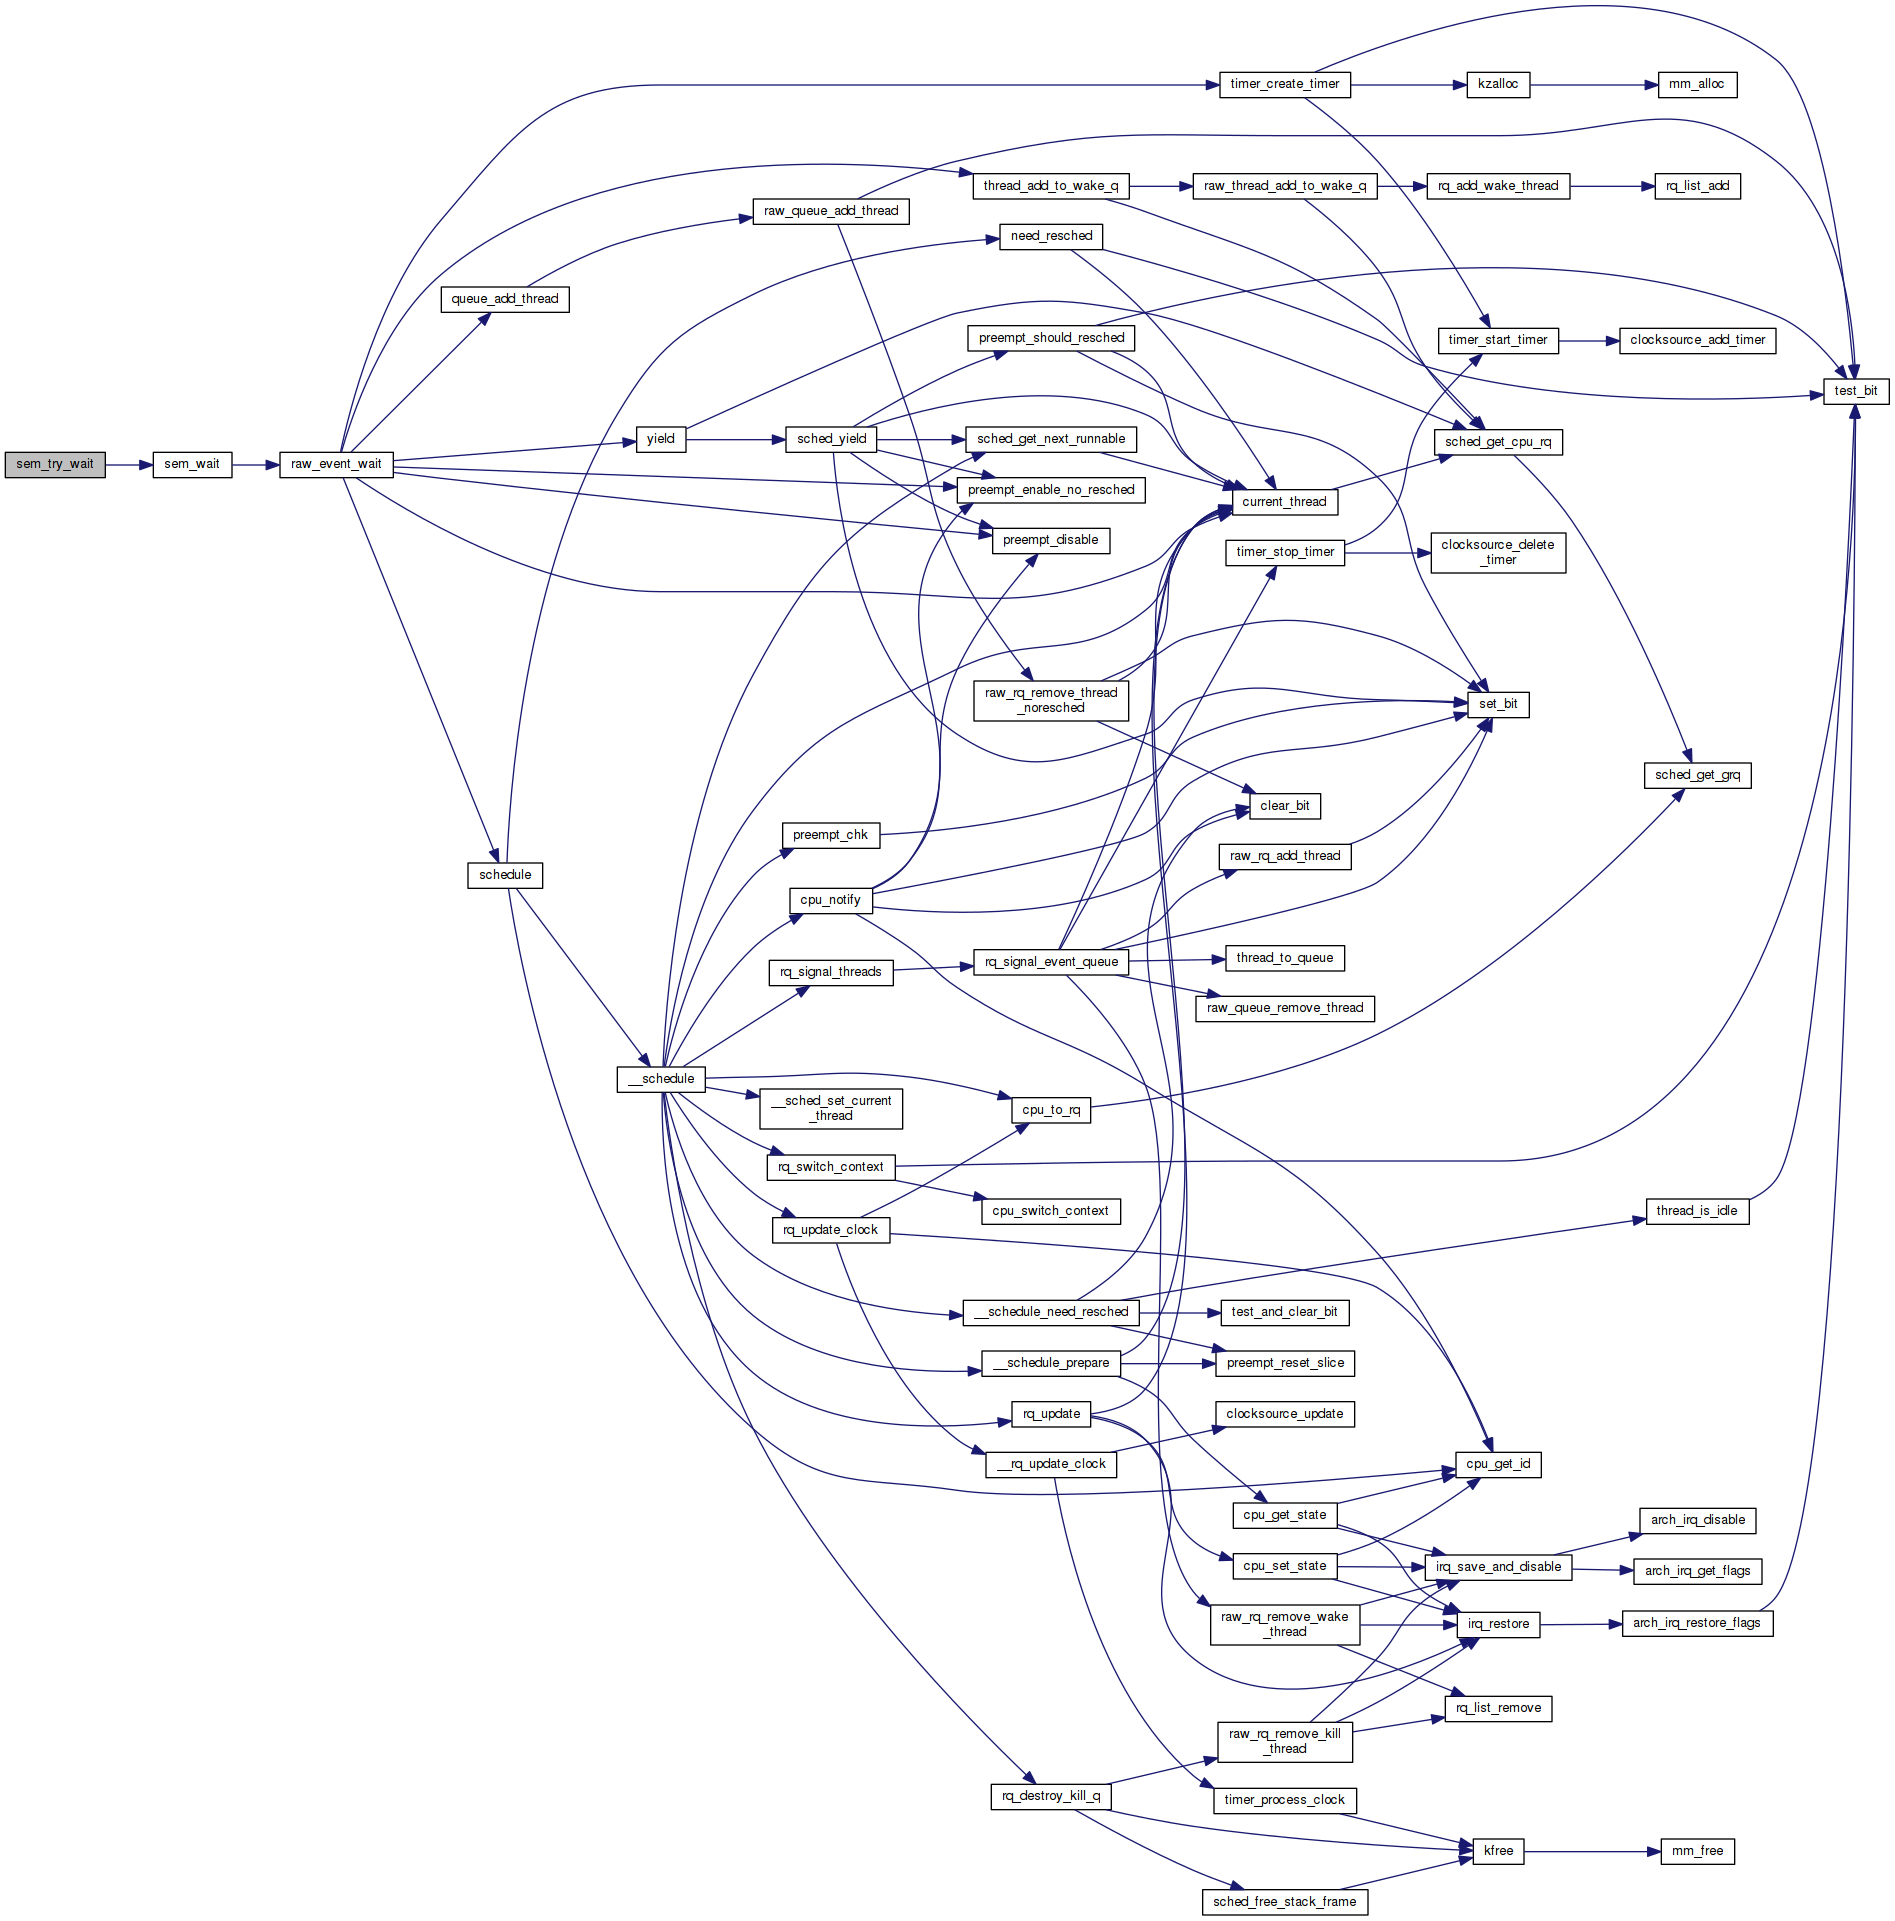 timer_create_timer
kzalloc
mm_alloc
thread_add_to_wake_q
raw_thread_add_to_wake_q
rq_add_wake_thread
rq_list_add
raw_queue_add_thread
need_resched
queue_add_thread
preempt_should_resched
timer_start_timer
clocksource_add_timer
test_bit
yield
sched_yield
sched_get_next_runnable
sched_get_cpu_rq
sem_try_wait
sem_wait
raw_event_wait
preempt_enable_no_resched
current_thread
preempt_disable
timer_stop_timer
clocksource_delete
_timer
raw_rq_remove_thread
_noresched
set_bit
sched_get_grq
clear_bit
preempt_chk
raw_rq_add_thread
schedule
cpu_notify
rq_signal_threads
rq_signal_event_queue
thread_to_queue
raw_queue_remove_thread
__schedule
__sched_set_current
_thread
cpu_to_rq
rq_switch_context
cpu_switch_context
thread_is_idle
rq_update_clock
__schedule_need_resched
test_and_clear_bit
__schedule_prepare
preempt_reset_slice
rq_update
clocksource_update
__rq_update_clock
cpu_get_id
cpu_get_state
arch_irq_disable
cpu_set_state
irq_save_and_disable
arch_irq_get_flags
raw_rq_remove_wake
_thread
irq_restore
arch_irq_restore_flags
rq_list_remove
raw_rq_remove_kill
_thread
rq_destroy_kill_q
timer_process_clock
kfree
mm_free
sched_free_stack_frame